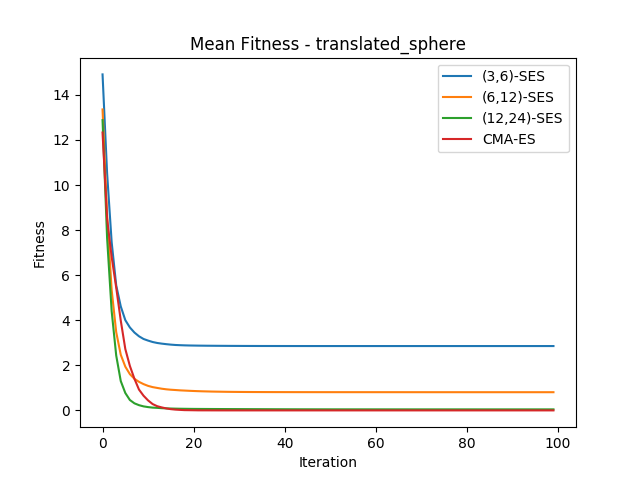 Mean Fitness - translated_sphere
(3,6)-SES
(6,12)-SES
(12,24)-SES
CMA-ES
14
12
10
8
6
4
2
0
Fitness
0 20 40 60 80 100
Iteration